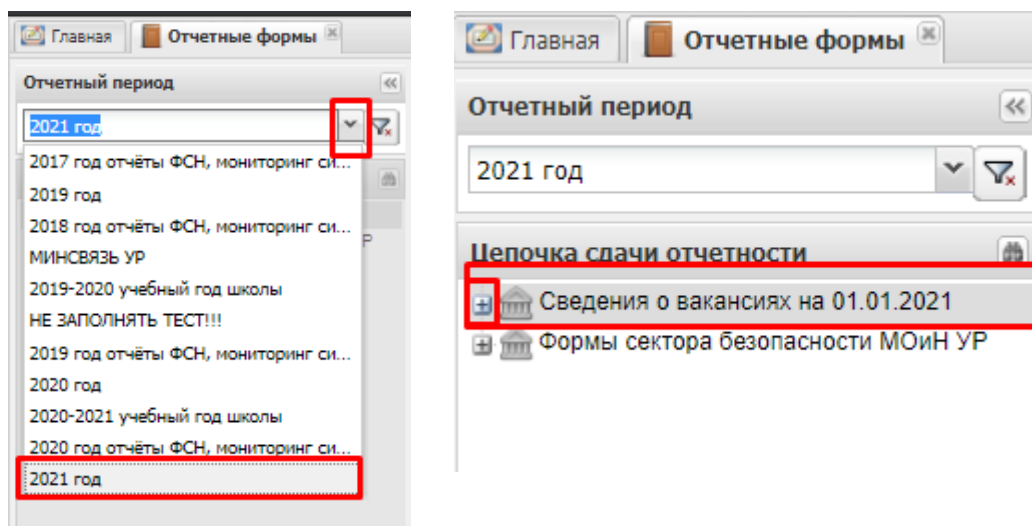 Главная
Отчетные формы
Отчетный период
2021 год
2017 год отчёты ФСН, мониторинг си...
2019 год
2018 год отчёты ФСН, мониторинг си...
МИНСВЯЗЬ УР
Р
2019-2020 учебный год школы
НЕ ЗАПОЛНЯТЬ ТЕСТ!!!
2019 год отчёты ФСН, мониторинг си...
2020 год
2020-2021 учебный год школы
2020 год отчёты ФСН, мониторинг си...
2021 год
Главная
Отчетные формы
Отчетный период
2021 год
Цепочка сдачи отчетности
Сведения о вакансиях на 01.01.2021
Формы сектора безопасности МОиН УР